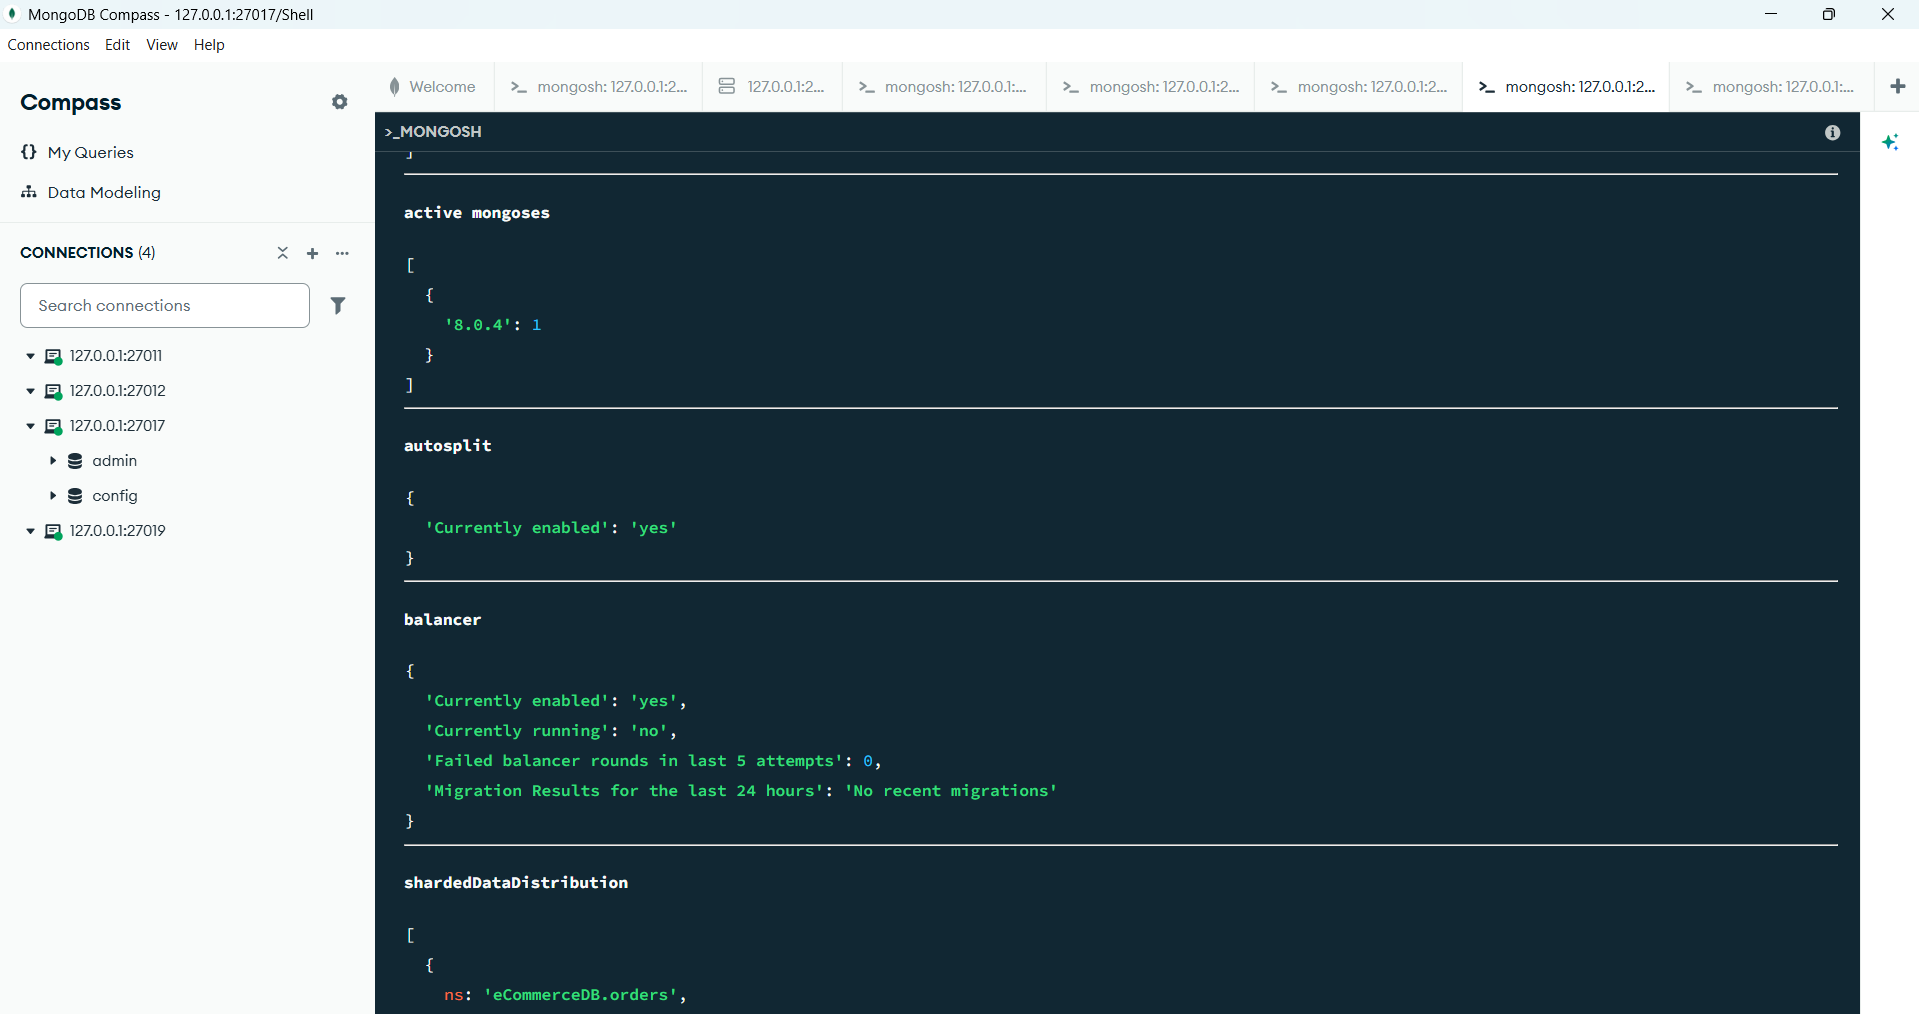 MongoDB Compass - 127.0.0.1:27017/Shell
Connections Edit View Help
Compass
My Queries
Data Modeling
CONNECTIONS (4)
Search connections
127.0.0.1:27011
127.0.0.1:27012
127.0.0.1:27017
admin
config
127.0.0.1:27019
Welcome
mongosh: 127.0.0.1:2...
127.0.0.1:2...
mongosh: 127.0.0.1:...
mongosh: 127.0.0.1:2...
mongosh: 127.0.0.1:2...
mongosh: 127.0.0.1:2...
mongosh: 127.0.0.1:...
>_MONGOSH
]
active mongoses
[
{
'8.0.4': 1
}
]
autosplit
{
'Currently enabled': 'yes'
}
balancer
{
'Currently enabled': 'yes',
'Currently running': 'no',
'Failed balancer rounds in last 5 attempts': 0,
'Migration Results for the last 24 hours': 'No recent migrations'
}
shardedDataDistribution
[
{
ns: 'eCommerceDB.orders',